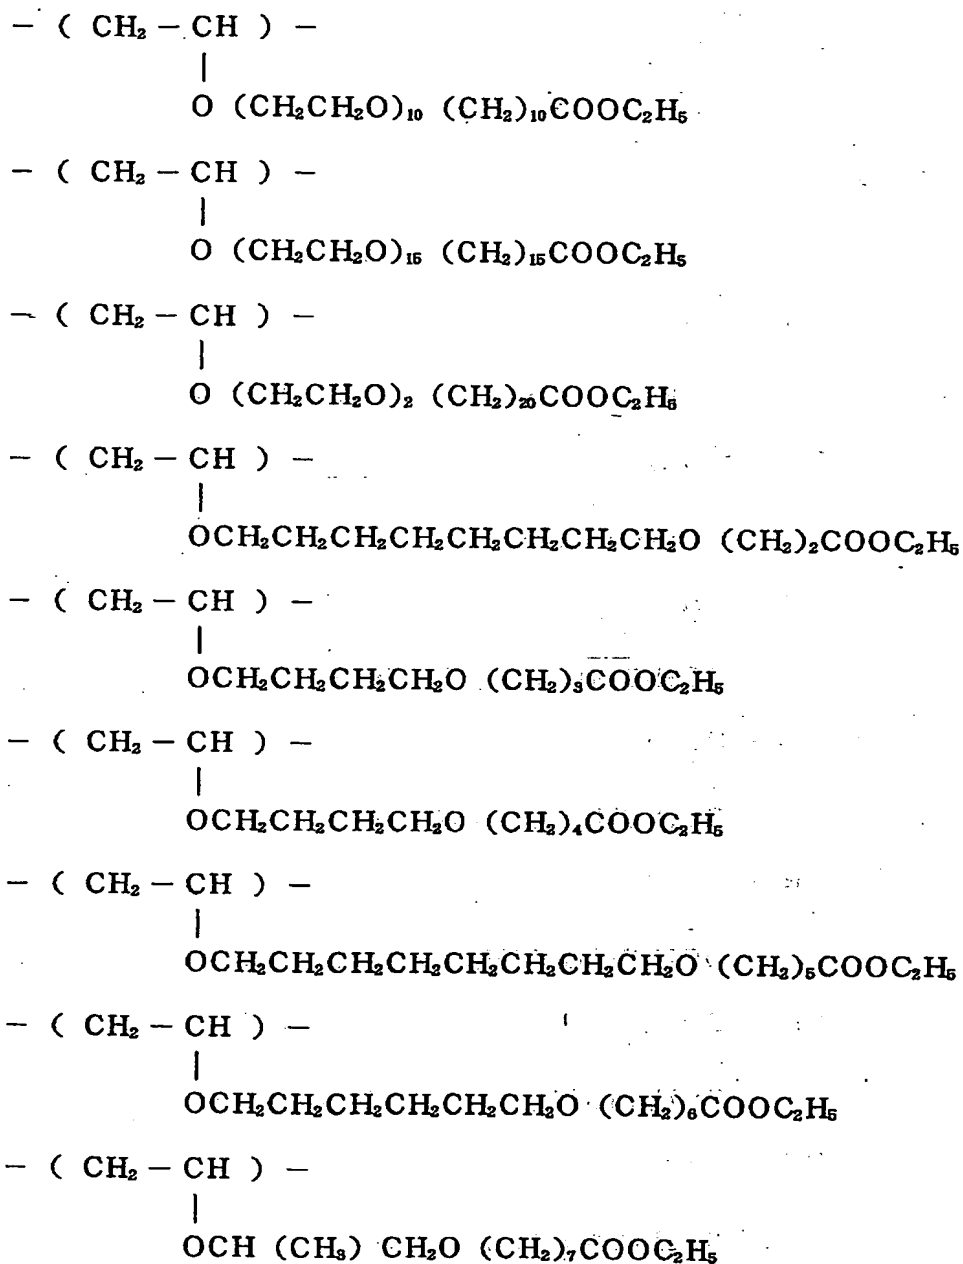 − ( CH₂ − CH ) −
|
O (CH₂CH₂O)₁₀ (CH₂)₁₀COOC₂H₅
− ( CH₂ − CH ) −
|
O (CH₂CH₂O)₁₅ (CH₂)₁₅COOC₂H₅
− ( CH₂ − CH ) −
|
O (CH₂CH₂O)₂ (CH₂)₂₀COOC₂H₅
− ( CH₂ − CH ) −
|
OCH₂CH₂CH₂CH₂CH₂CH₂CH₂CH₂O (CH₂)₂COOC₂H₅
− ( CH₂ − CH ) −
|
OCH₂CH₂CH₂CH₂O (CH₂)₃COOC₂H₅
− ( CH₂ − CH ) −
|
OCH₂CH₂CH₂CH₂O (CH₂)₄COOC₂H₅
− ( CH₂ − CH ) −
|
OCH₂CH₂CH₂CH₂CH₂CH₂CH₂CH₂O (CH₂)₅COOC₂H₅
− ( CH₂ − CH ) −
|
OCH₂CH₂CH₂CH₂CH₂CH₂O (CH₂)₆COOC₂H₅
− ( CH₂ − CH ) −
|
OCH (CH₃) CH₂O (CH₂)₇COOC₂H₅